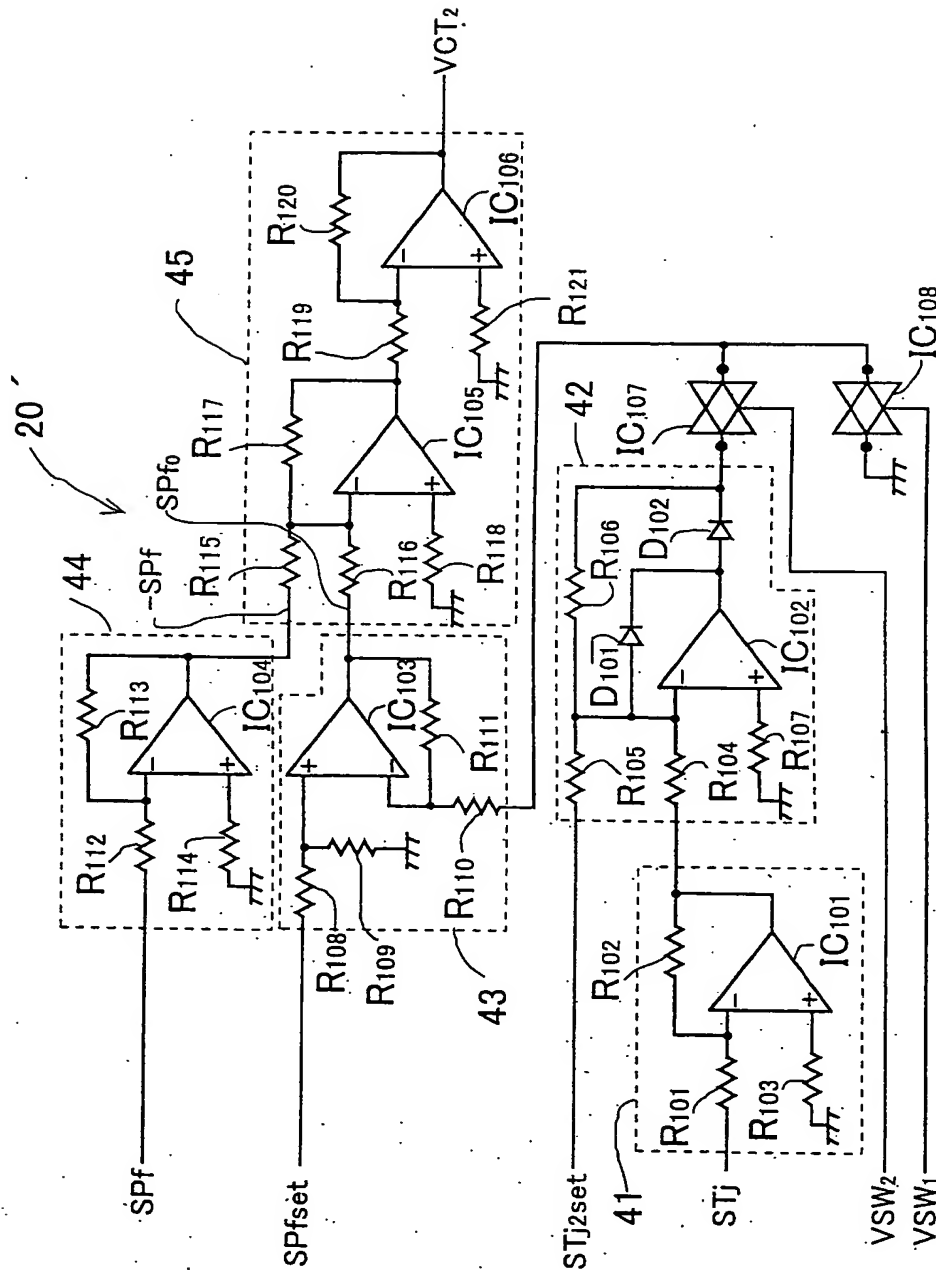 20´
45
R120
VCT2
44
R117
R119
IC106
SPf0
R113
-SPf
R115
R112
IC104
R116
IC105
R121
SPf
R114
R118
IC103
SPfset
R108
R109
R111
R110
43
42
IC107
IC108
R106
D102
D101
STj2set
R105
IC102
R104
R107
R102
41
R101
IC101
STj
R103
VSW2
VSW1
− + − + + − − + − + − +